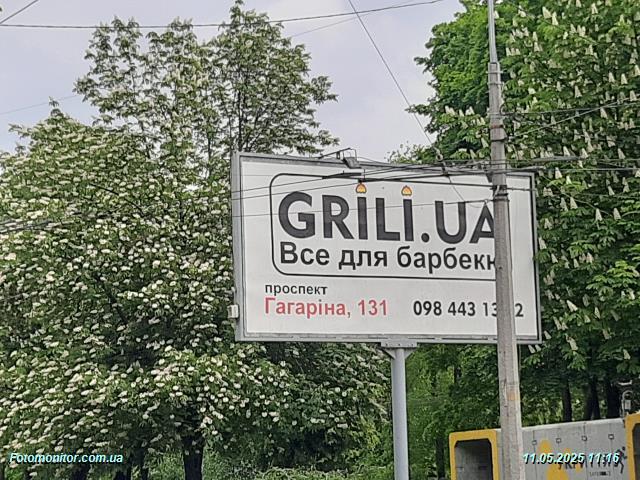 GRILI.UA
Все для
проспект
Гагаріна, 131
098 443
Fotomonitor.com.ua
11.05.2025 11:16